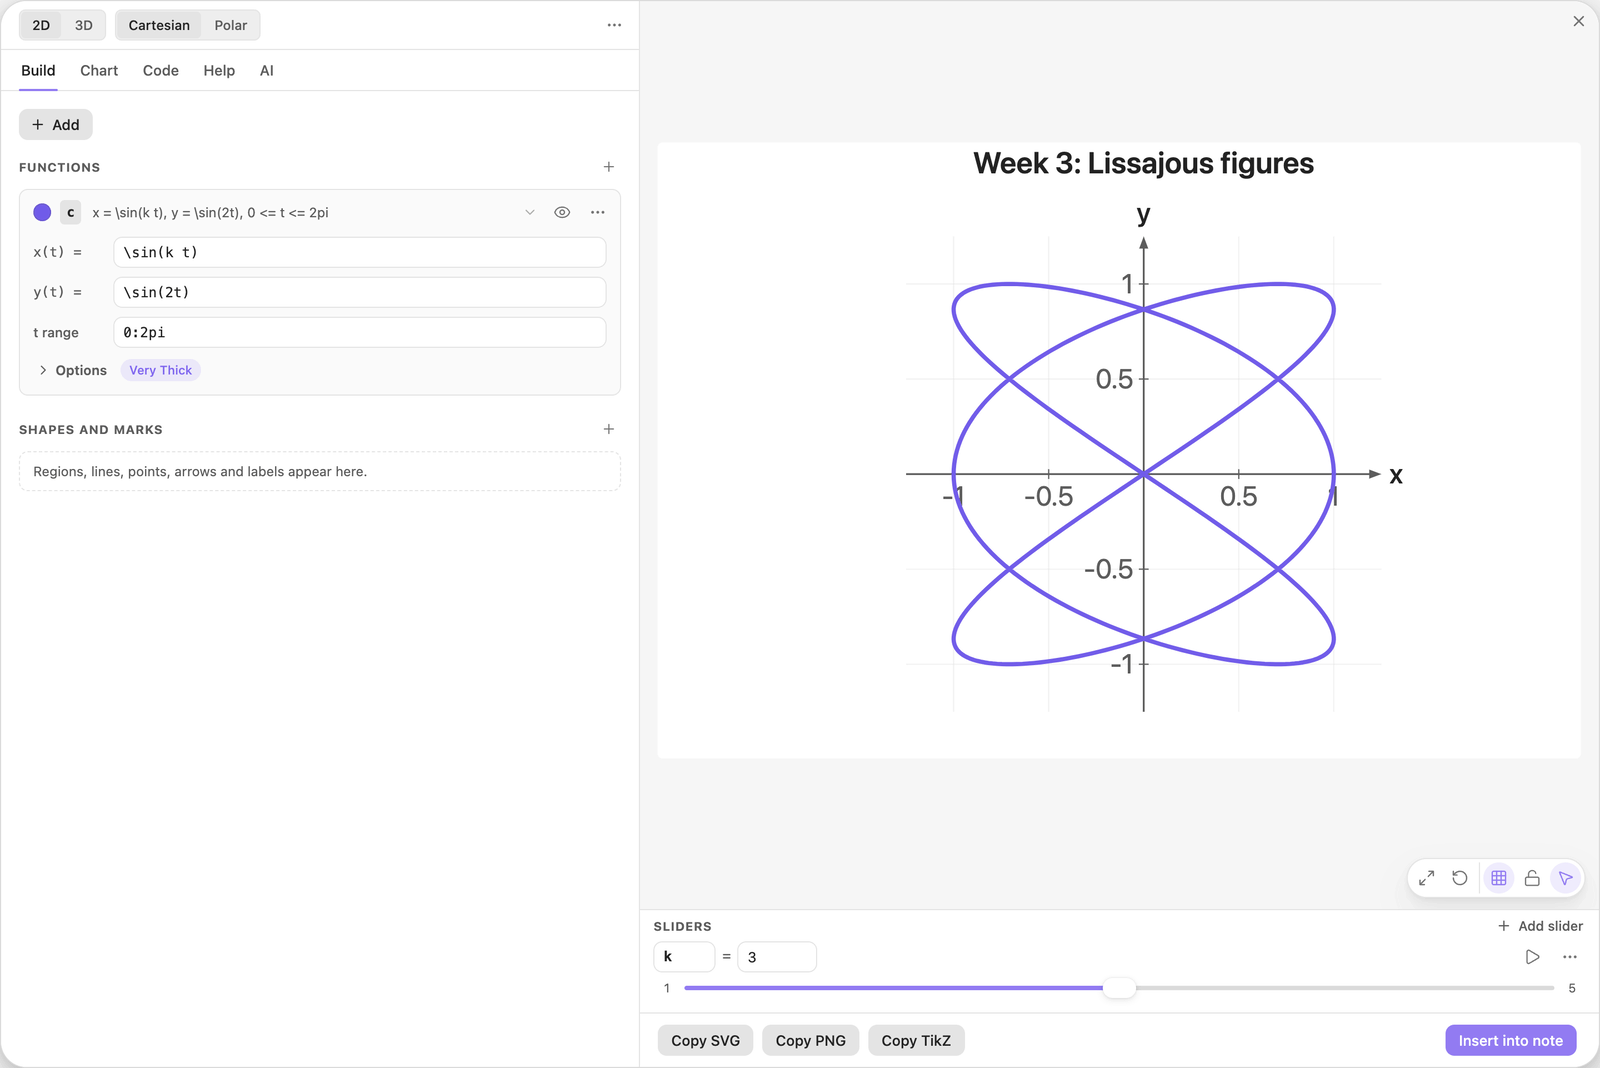 2D 3D Cartesian Polar
Build Chart Code Help AI
+ Add
FUNCTIONS
c x = \sin(k t), y = \sin(2t), 0 <= t <= 2pi
x(t) = \sin(k t)
y(t) = \sin(2t)
t range 0:2pi
Options Very Thick
SHAPES AND MARKS
Regions, lines, points, arrows and labels appear here.
Week 3: Lissajous figures
y
1
0.5
x
-1 -0.5 0.5 1
-0.5
-1
SLIDERS + Add slider
k = 3
1 5
Copy SVG Copy PNG Copy TikZ Insert into note